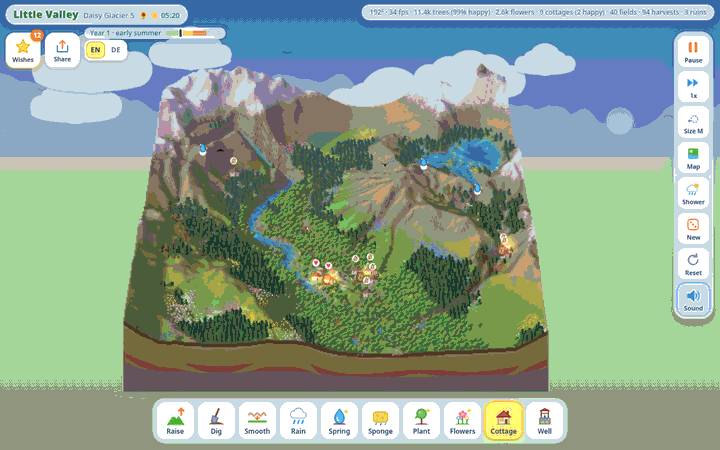 Little Valley Daisy Glacier 5 05:20
192² · 34 fps · 11.4k trees (99% happy) · 2.6k flowers · 9 cottages (2 happy) · 40 fields · 94 harvests · 3 ruins
Year 1 · early summer
12
Wishes
Share
EN
DE
Pause
1x
Size M
Map
Shower
New
Reset
Sound
Raise
Dig
Smooth
Rain
Spring
Sponge
Plant
Flowers
Cottage
Well